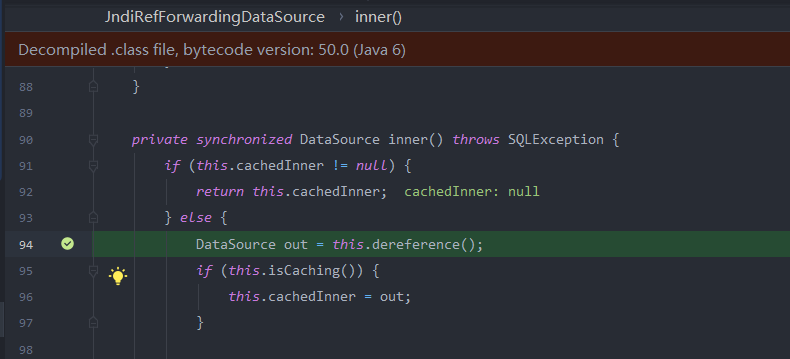 JndiRefForwardingDataSource › inner()
Decompiled .class file, bytecode version: 50.0 (Java 6)
88 }
89
90 private synchronized DataSource inner() throws SQLException {
91 if (this.cachedInner != null) {
92 return this.cachedInner; cachedInner: null
93 } else {
94 DataSource out = this.dereference();
95 if (this.isCaching()) {
96 this.cachedInner = out;
97 }
98